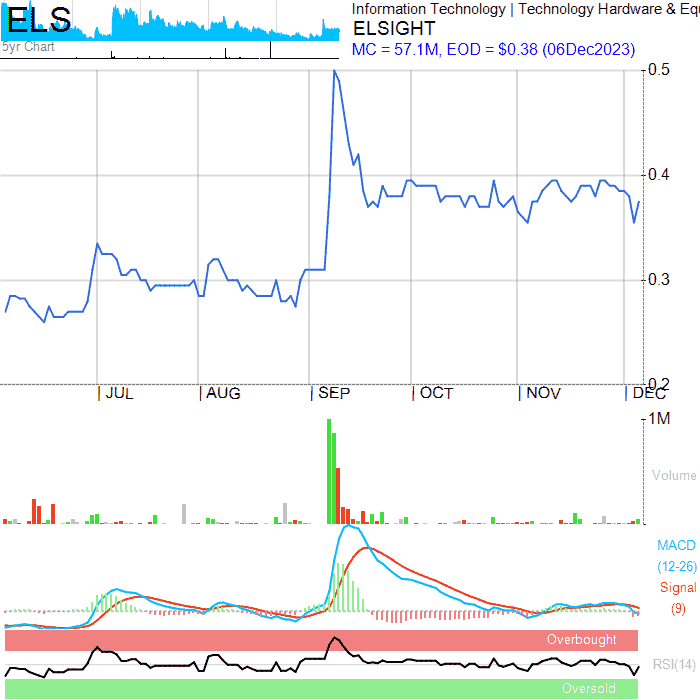 ELS
5yr Chart
Information Technology | Technology Hardware & Equ
ELSIGHT
MC = 57.1M, EOD = $0.38 (06Dec2023)
0.5
0.4
0.3
0.2
JUL AUG SEP OCT NOV DEC
1M
Volume
MACD
(12-26)
Signal
(9)
Overbought
RSI(14)
Oversold